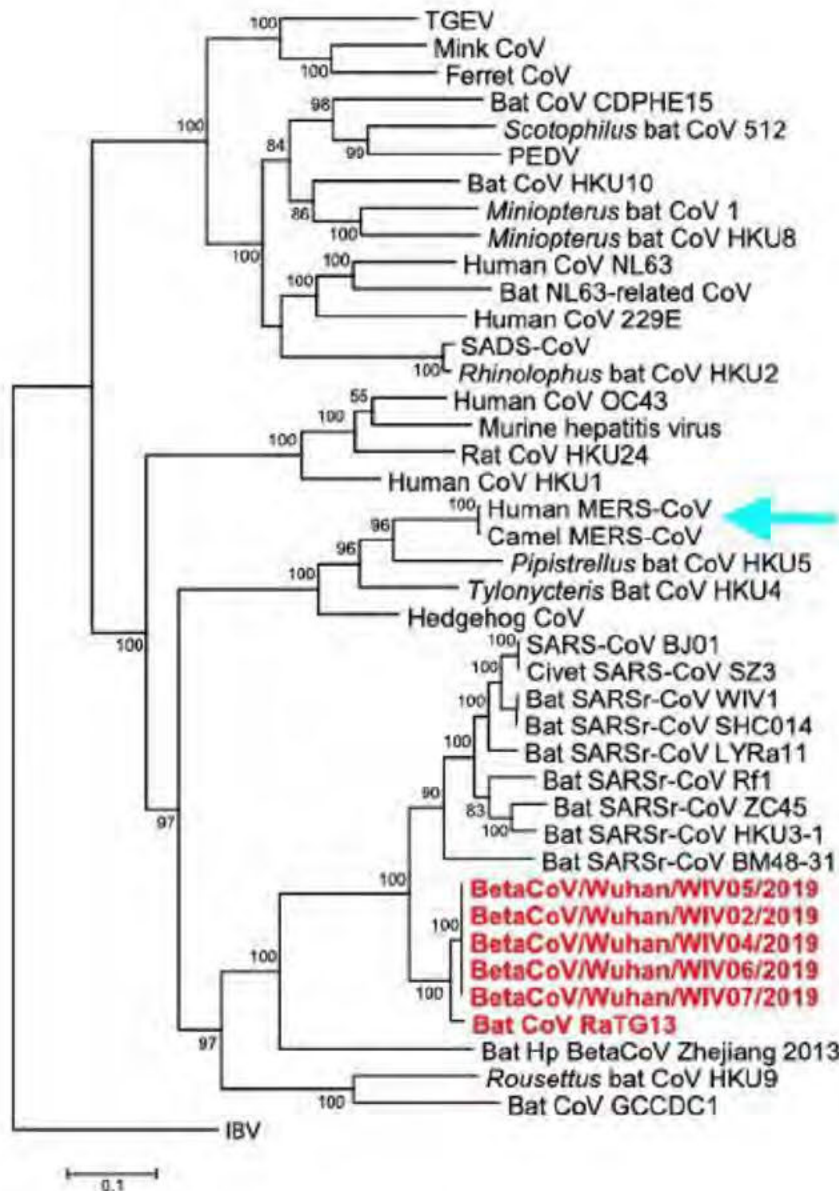 TGEV
100
Mink CoV
100
Ferret CoV
98
Bat CoV CDPHE15
100
Scotophilus bat CoV 512
84
99
PEDV
Bat CoV HKU10
86
Miniopterus bat CoV 1
100
Miniopterus bat CoV HKU8
100
100
Human CoV NL63
100
Bat NL63-related CoV
Human CoV 229E
SADS-CoV
100
Rhinolophus bat CoV HKU2
55
Human CoV OC43
100
Murine hepatitis virus
100
Rat CoV HKU24
Human CoV HKU1
100
Human MERS-CoV
96
Camel MERS-CoV
96
Pipistrellus bat CoV HKU5
100
Tylonycteris Bat CoV HKU4
Hedgehog CoV
100
100
SARS-CoV BJ01
100
Civet SARS-CoV SZ3
100
Bat SARSr-CoV WIV1
Bat SARSr-CoV SHC014
100
Bat SARSr-CoV LYRa11
Bat SARSr-CoV Rf1
90
83
Bat SARSr-CoV ZC45
97
100
Bat SARSr-CoV HKU3-1
Bat SARSr-CoV BM48-31
100
BetaCoV/Wuhan/WIV05/2019
100
BetaCoV/Wuhan/WIV02/2019
100
BetaCoV/Wuhan/WIV04/2019
BetaCoV/Wuhan/WIV06/2019
100
BetaCoV/Wuhan/WIV07/2019
Bat CoV RaTG13
97
Bat Hp BetaCoV Zhejiang 2013
Rousettus bat CoV HKU9
100
Bat CoV GCCDC1
IBV
0.1